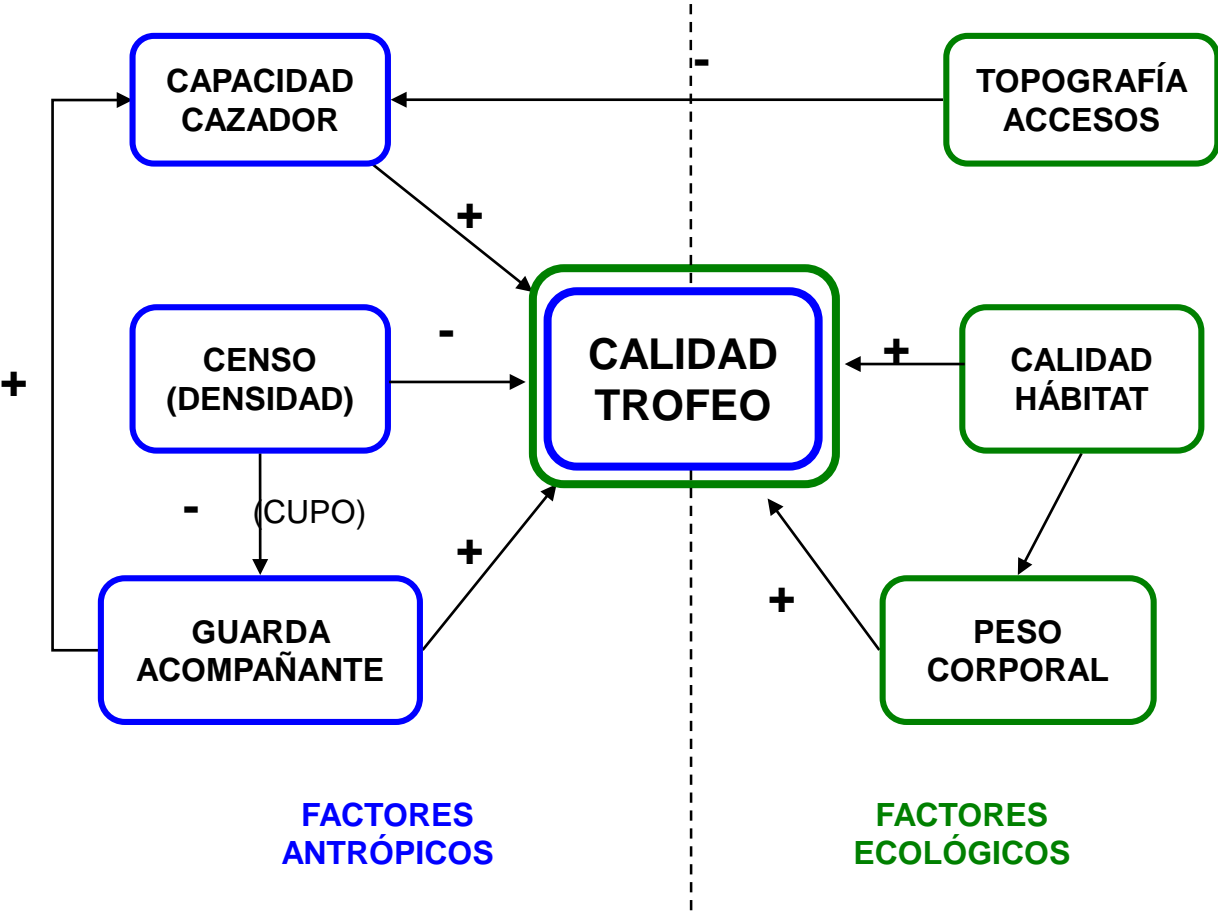 CAPACIDAD
CAZADOR
-
TOPOGRAFÍA
ACCESOS
+
CENSO
(DENSIDAD)
-
CALIDAD
TROFEO
+
CALIDAD
HÁBITAT
+
-
(CUPO)
+
+
GUARDA
ACOMPAÑANTE
PESO
CORPORAL
FACTORES
ANTRÓPICOS
FACTORES
ECOLÓGICOS